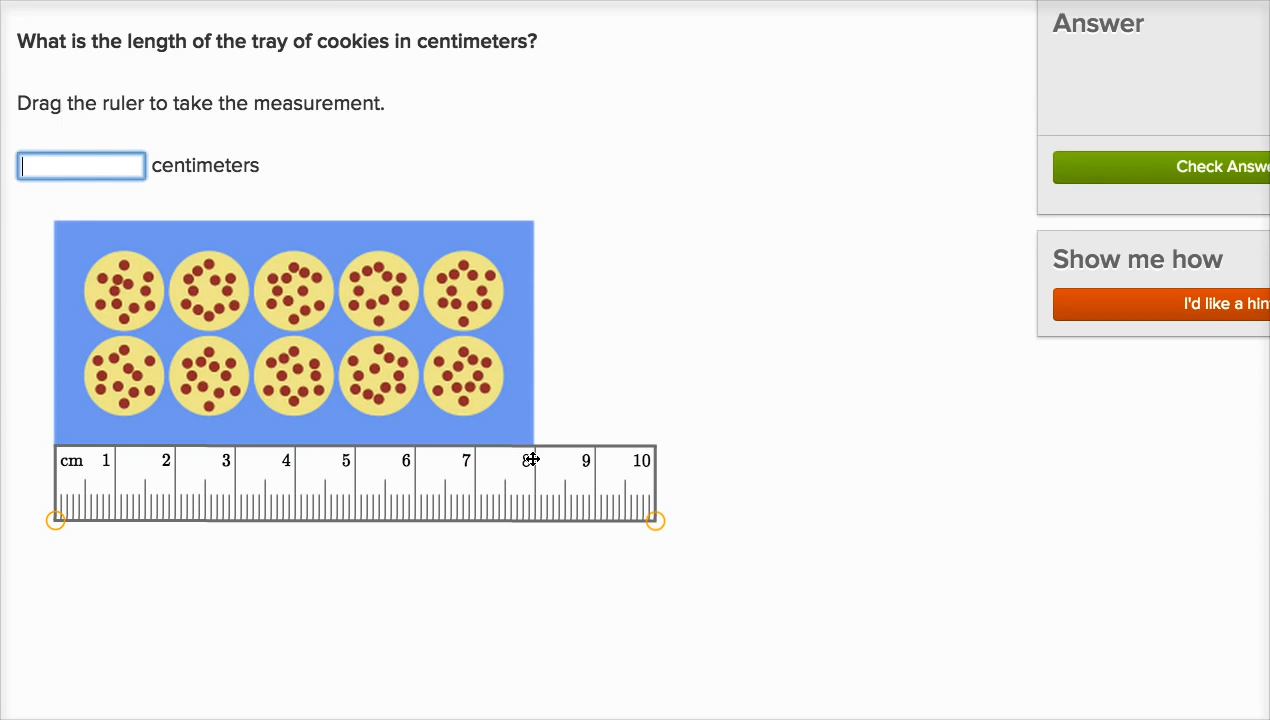 What is the length of the tray of cookies in centimeters?
Answer
Drag the ruler to take the measurement.
centimeters
Check Answe
Show me how
I'd like a hin
cm 1 2 3 4 5 6 7 8 9 10